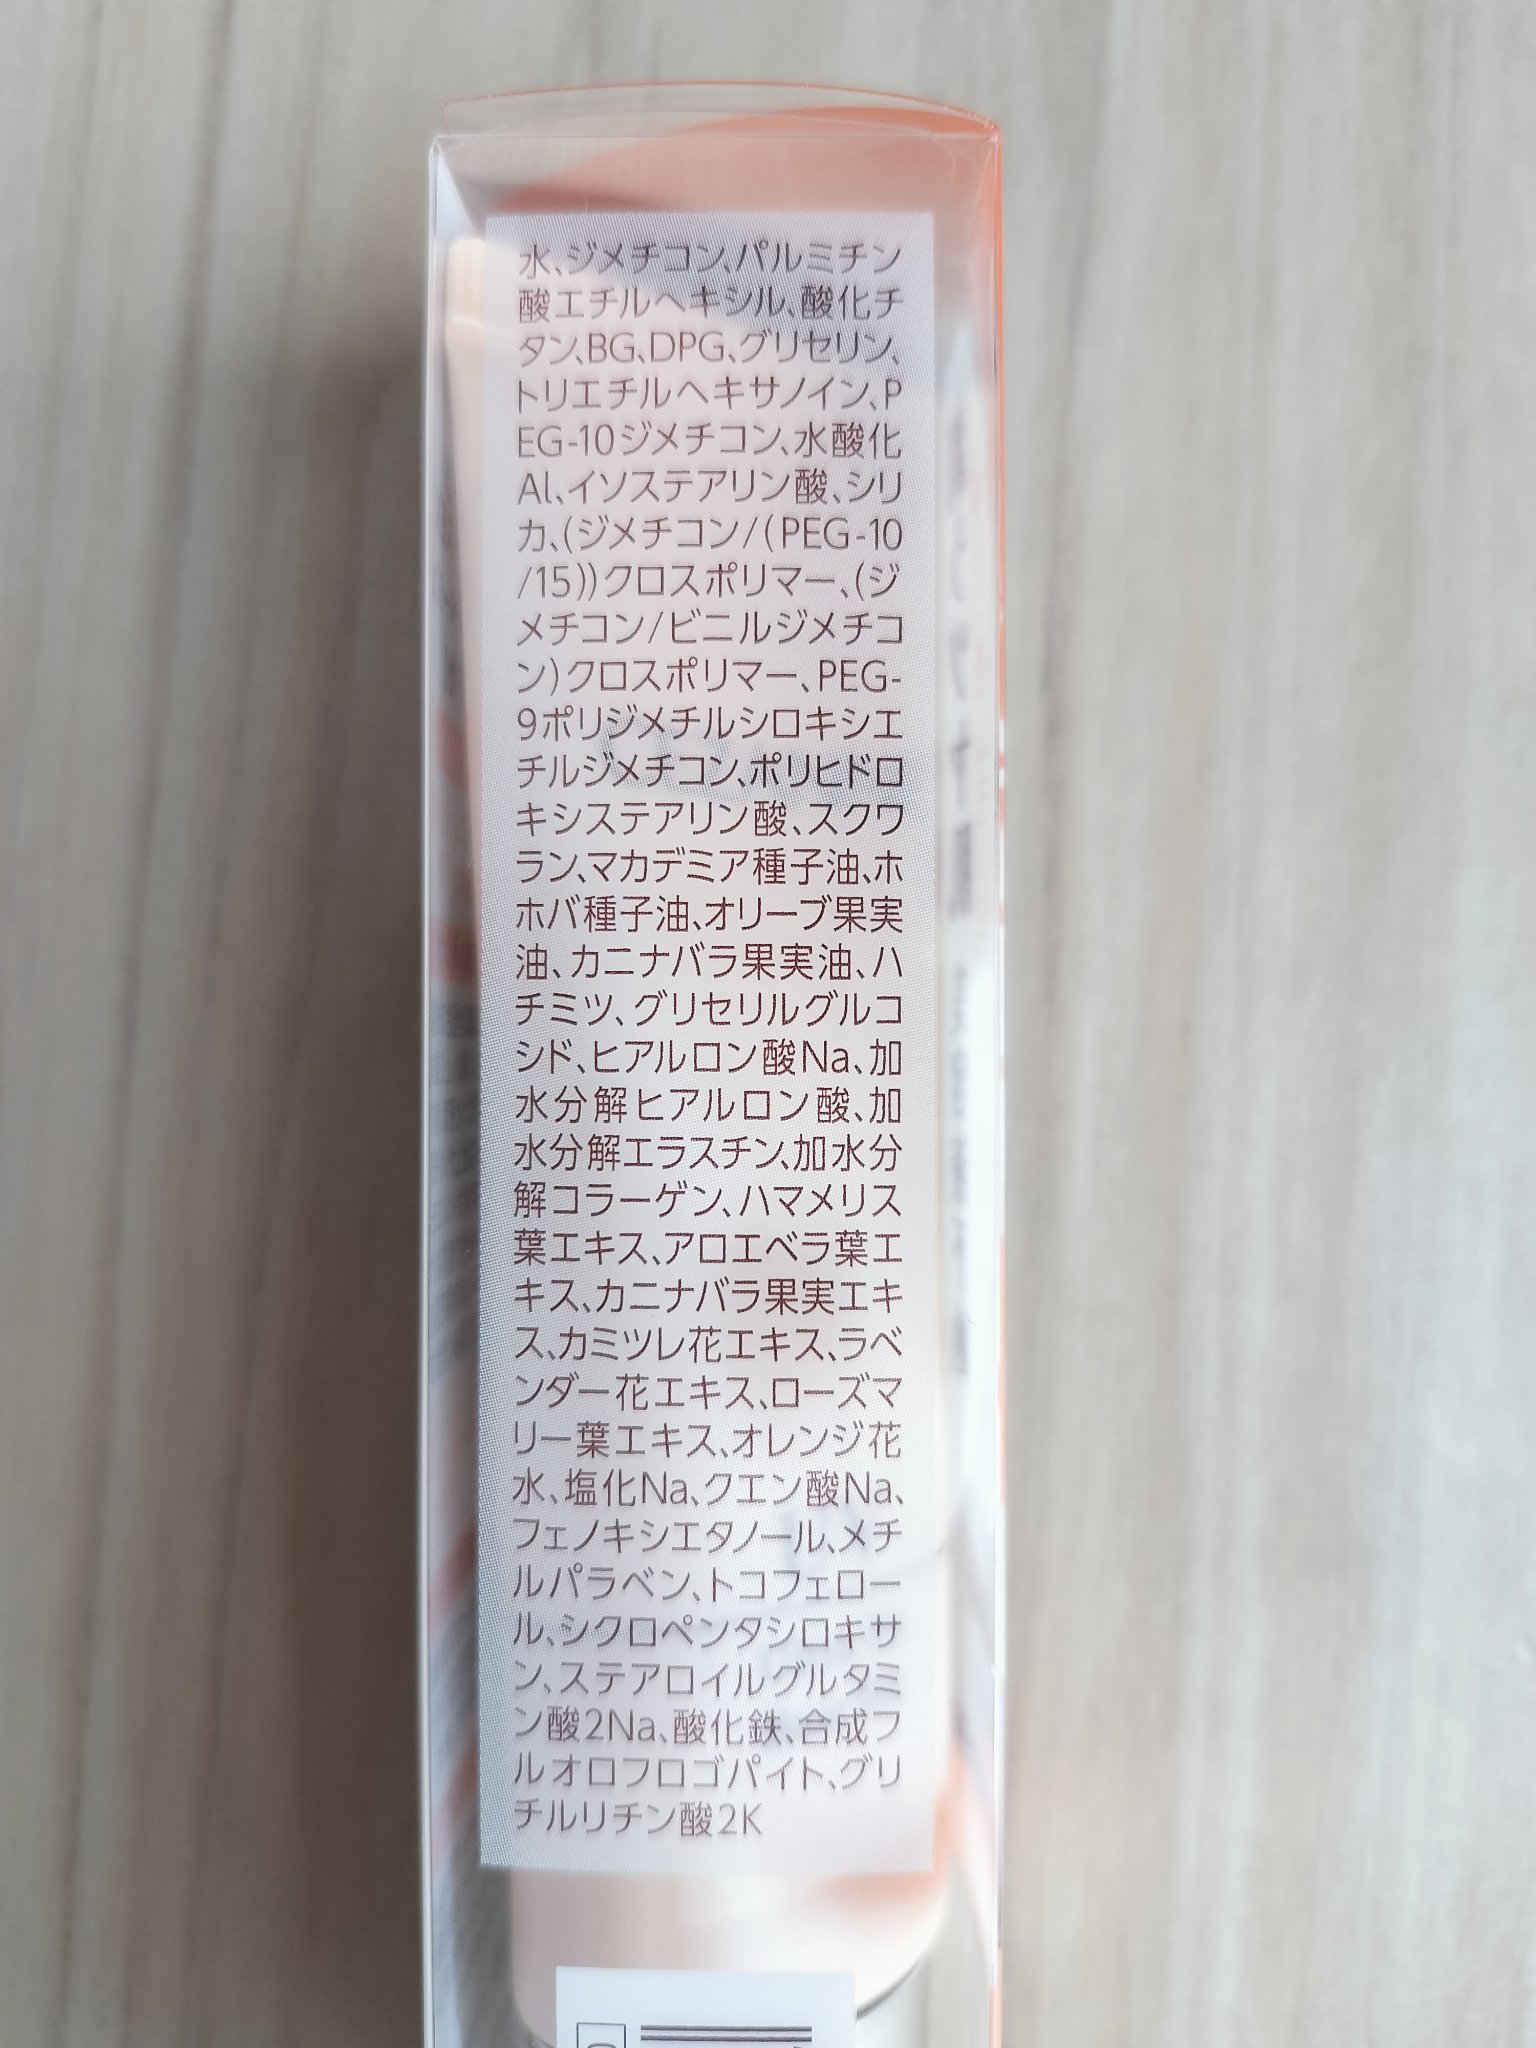 水、ジメチコン、パルミチン
酸エチルヘキシル、酸化チ
タン、BG、DPG、グリセリン、
トリエチルヘキサノイン、P
EG-10ジメチコン、水酸化
Al、イソステアリン酸、シリ
カ、(ジメチコン/(PEG-10
/15))クロスポリマー、(ジ
メチコン/ビニルジメチコ
ン)クロスポリマー、PEG-
9ポリジメチルシロキシエ
チルジメチコン、ポリヒドロ
キシステアリン酸、スクワ
ラン、マカデミア種子油、ホ
ホバ種子油、オリーブ果実
油、カニナバラ果実油、ハ
チミツ、グリセリルグルコ
シド、ヒアルロン酸Na、加
水分解ヒアルロン酸、加
水分解エラスチン、加水分
解コラーゲン、ハマメリス
葉エキス、アロエベラ葉エ
キス、カニナバラ果実エキ
ス、カミツレ花エキス、ラベ
ンダー花エキス、ローズマ
リー葉エキス、オレンジ花
水、塩化Na、クエン酸Na、
フェノキシエタノール、メチ
ルパラベン、トコフェロー
ル、シクロペンタシロキサ
ン、ステアロイルグルタミ
ン酸2Na、酸化鉄、合成フ
ルオロフロゴパイト、グリ
チルリチン酸2K